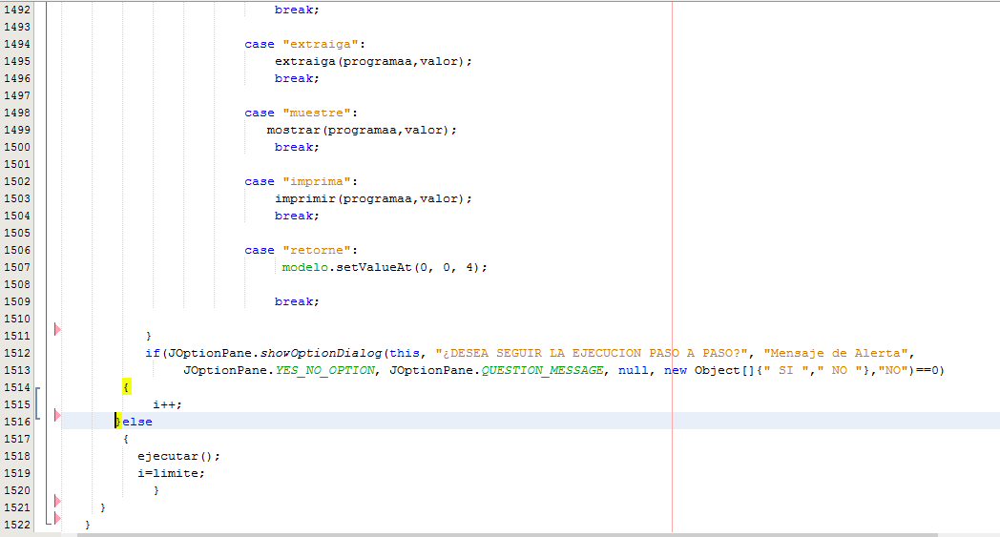 1492 break;
1493
1494 case "extraiga":
1495 extraiga(programaa,valor);
1496 break;
1497
1498 case "muestre":
1499 mostrar(programaa,valor);
1500 break;
1501
1502 case "imprima":
1503 imprimir(programaa,valor);
1504 break;
1505
1506 case "retorne":
1507 modelo.setValueAt(0, 0, 4);
1508
1509 break;
1510
1511 }
1512 if(JOptionPane.showOptionDialog(this, "¿DESEA SEGUIR LA EJECUCION PASO A PASO?", "Mensaje de Alerta",
1513 JOptionPane.YES_NO_OPTION, JOptionPane.QUESTION_MESSAGE, null, new Object[]{" SI "," NO "},"NO")==0)
1514 {
1515 i++;
1516 }else
1517 {
1518 ejecutar();
1519 i=limite;
1520 }
1521 }
1522 }